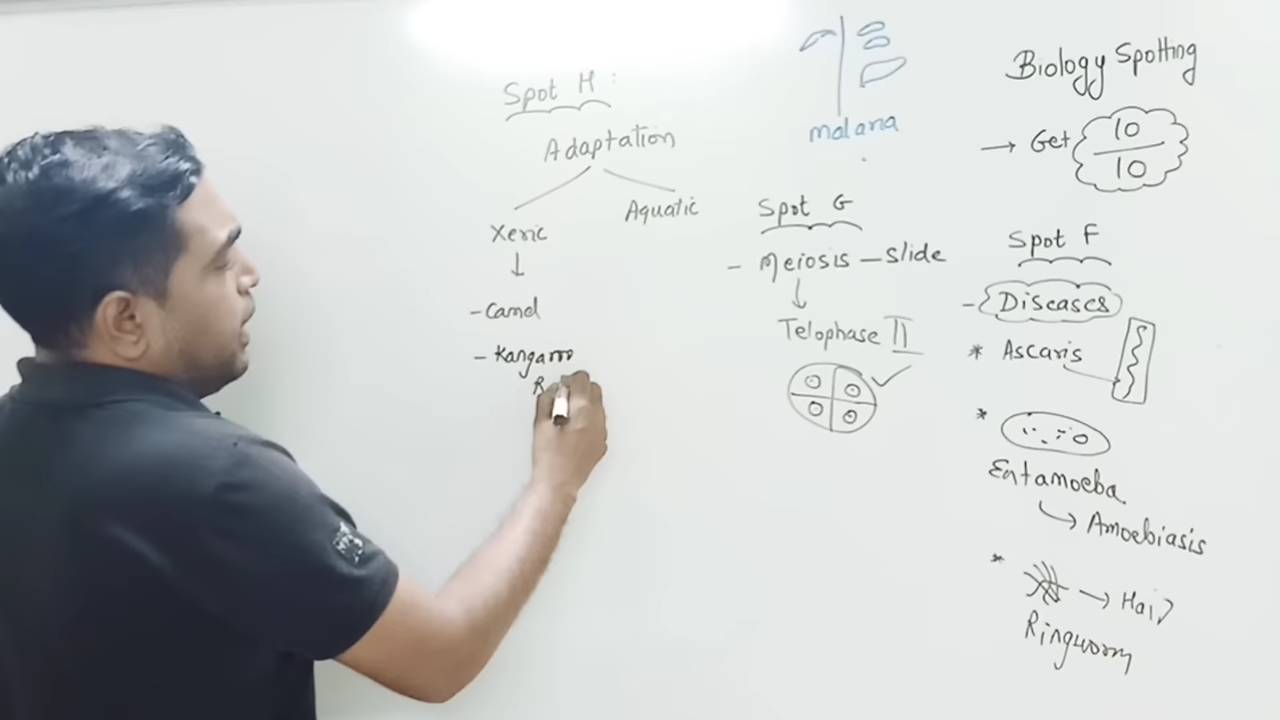 Biology Spotting
→ Get 10/10
Spot F
- Diseases
* Ascaris
*
Entamoeba
↳ Amoebiasis
*
→ Hair
Ringworm
malaria
Spot G
- Meiosis - slide
↓
Telophase II
Spot H :
Adaptation
Xeric
Aquatic
↓
- Camel
- Kangaroo
R